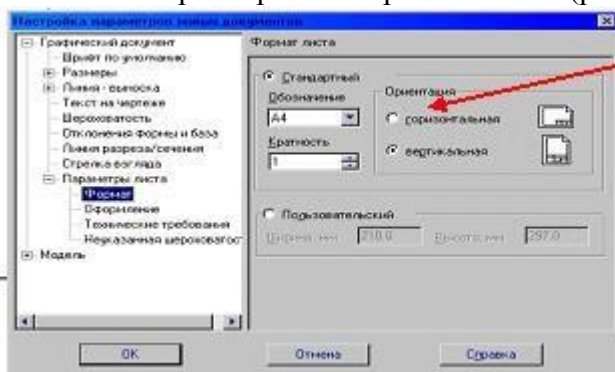 Настройка параметров новых документов
Графический документ
Шрифт по умолчанию
Размеры
Линия - выноска
Текст на чертеже
Шероховатость
Отклонения формы и база
Линия разреза/сечения
Стрелка взгляда
Параметры листа
Формат
Оформление
Технические требования
Неуказанная шероховатост
Модель
Формат листа
Стандартный
Обозначение
A4
Кратность
1
Ориентация
горизонтальная
вертикальная
Пользовательский
Ширина, мм 210.0 Высота, мм 297.0
OK Отмена Справка